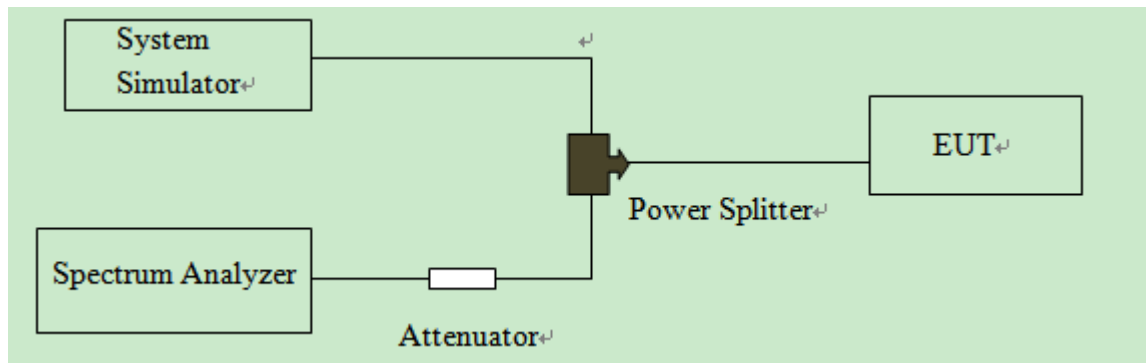 System
Simulator↵
↵
EUT↵
Power Splitter↵
Spectrum Analyzer
Attenuator↵